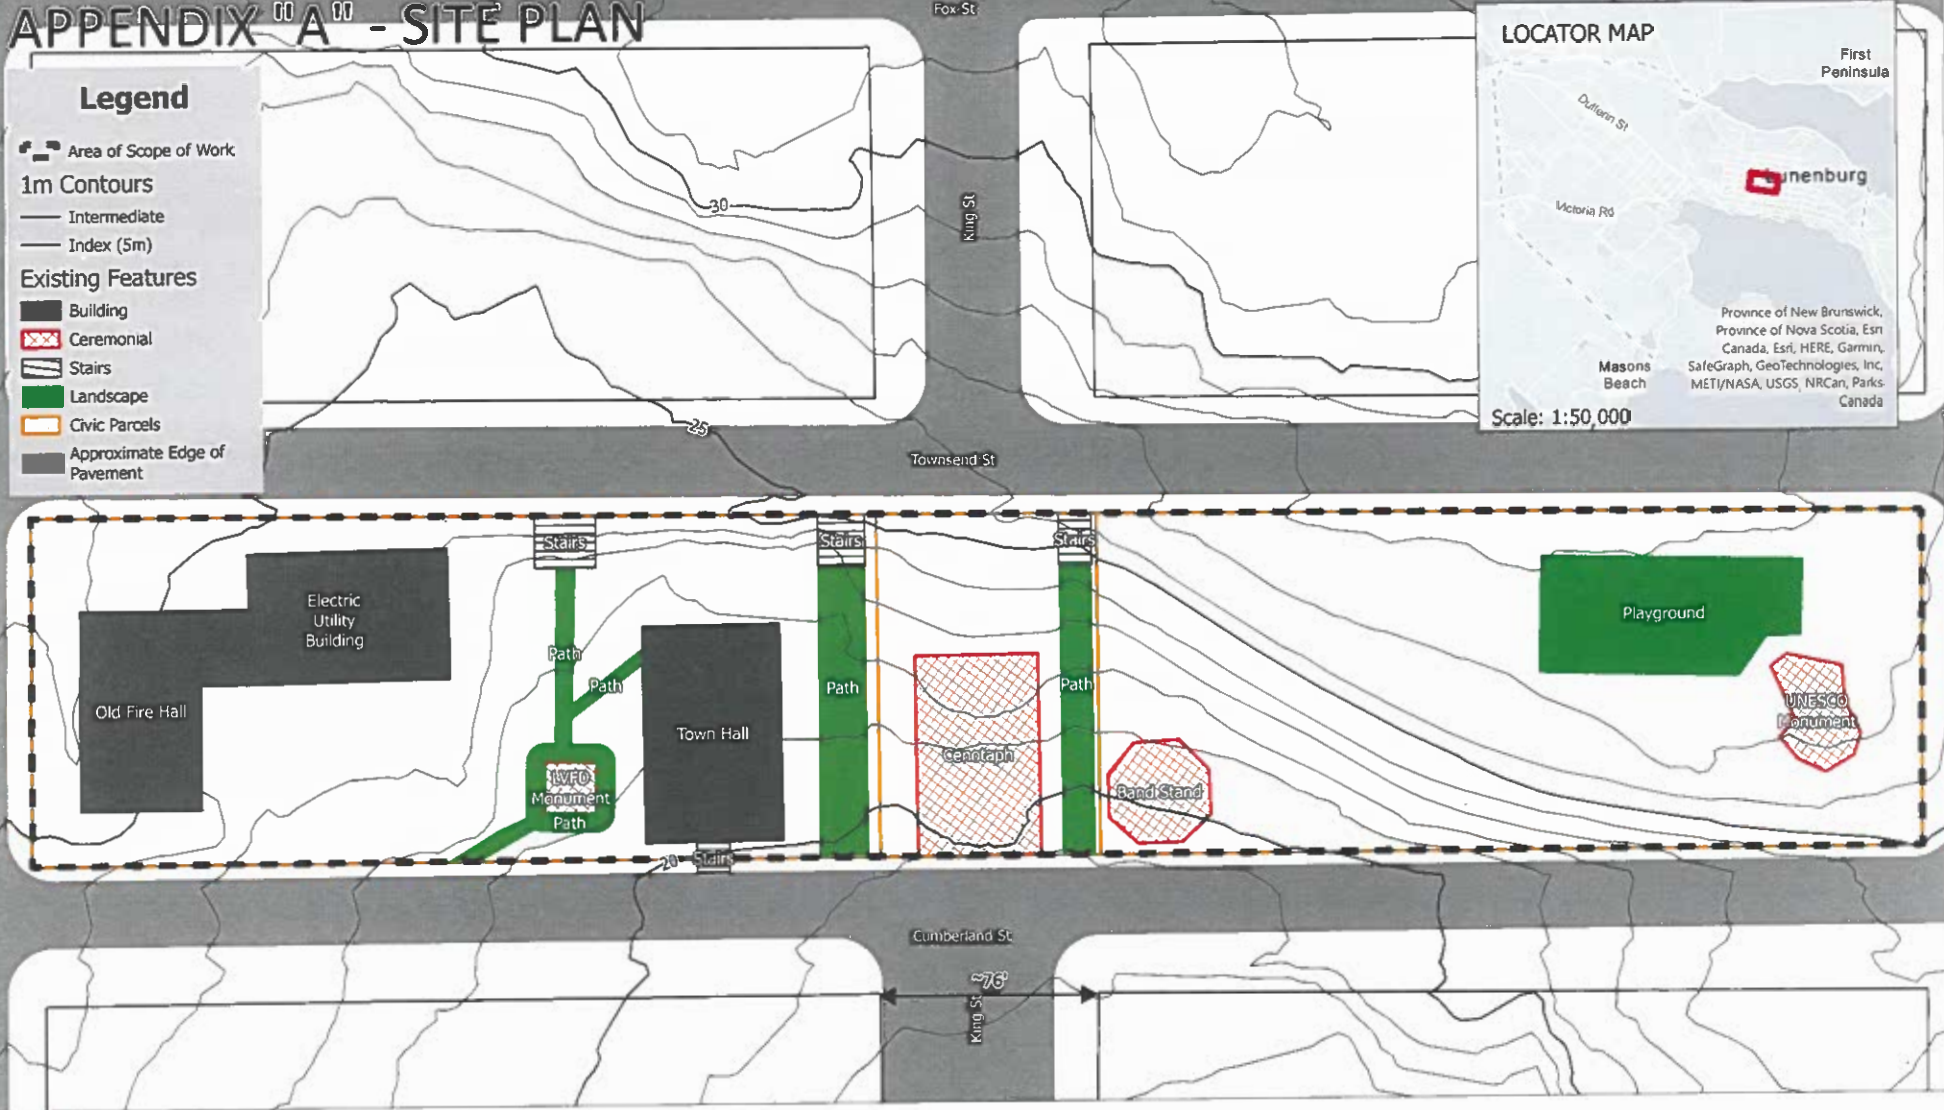 APPENDIX "A" - SITE PLAN
Legend
Area of Scope of Work
1m Contours
Intermediate
Index (5m)
Existing Features
Building
Ceremonial
Stairs
Landscape
Civic Parcels
Approximate Edge of
Pavement
Fox St
King St
30
25
Townsend St
LOCATOR MAP
First
Peninsula
Dufferin St
Lunenburg
Victoria Rd
Masons
Beach
Province of New Brunswick,
Province of Nova Scotia, Esri
Canada, Esri, HERE, Garmin,
SafeGraph, GeoTechnologies, Inc,
METI/NASA, USGS, NRCan, Parks
Canada
Scale: 1:50,000
Stairs
Stairs
Stairs
Electric
Utility
Building
Old Fire Hall
Path
Path
LVFD
Monument
Path
Town Hall
Path
Cenotaph
Path
Band Stand
Playground
UNESCO
Monument
20
Stairs
Cumberland St
~76'
King St